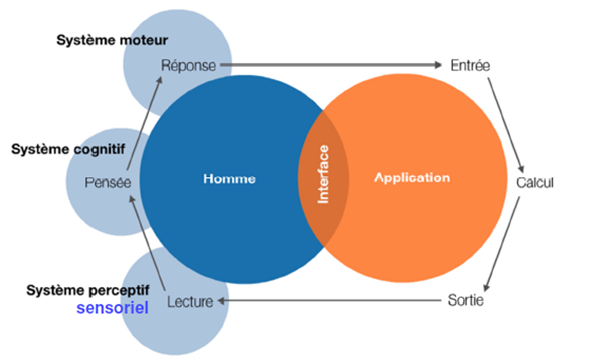 Système moteur
Réponse
Entrée
Système cognitif
Pensée
Homme
Interface
Application
Calcul
Système perceptif
sensoriel
Lecture
Sortie